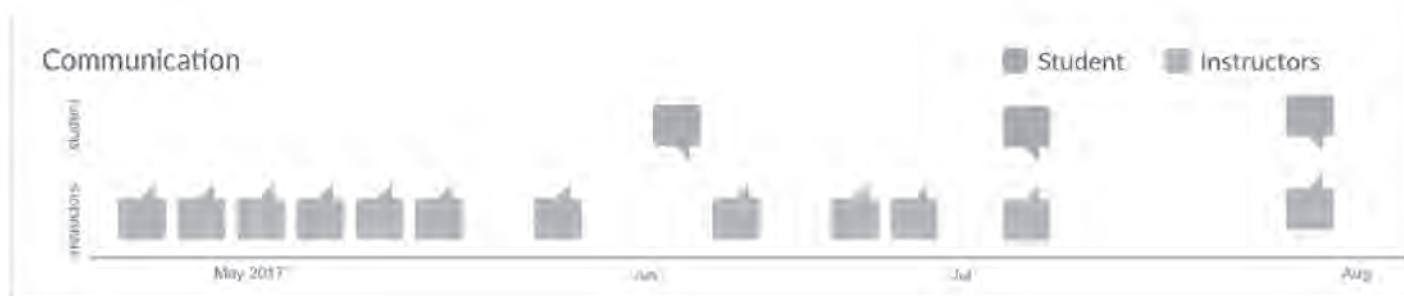 Communication
Student
Instructors
student
instructors
May 2017
Jun
Jul
Aug